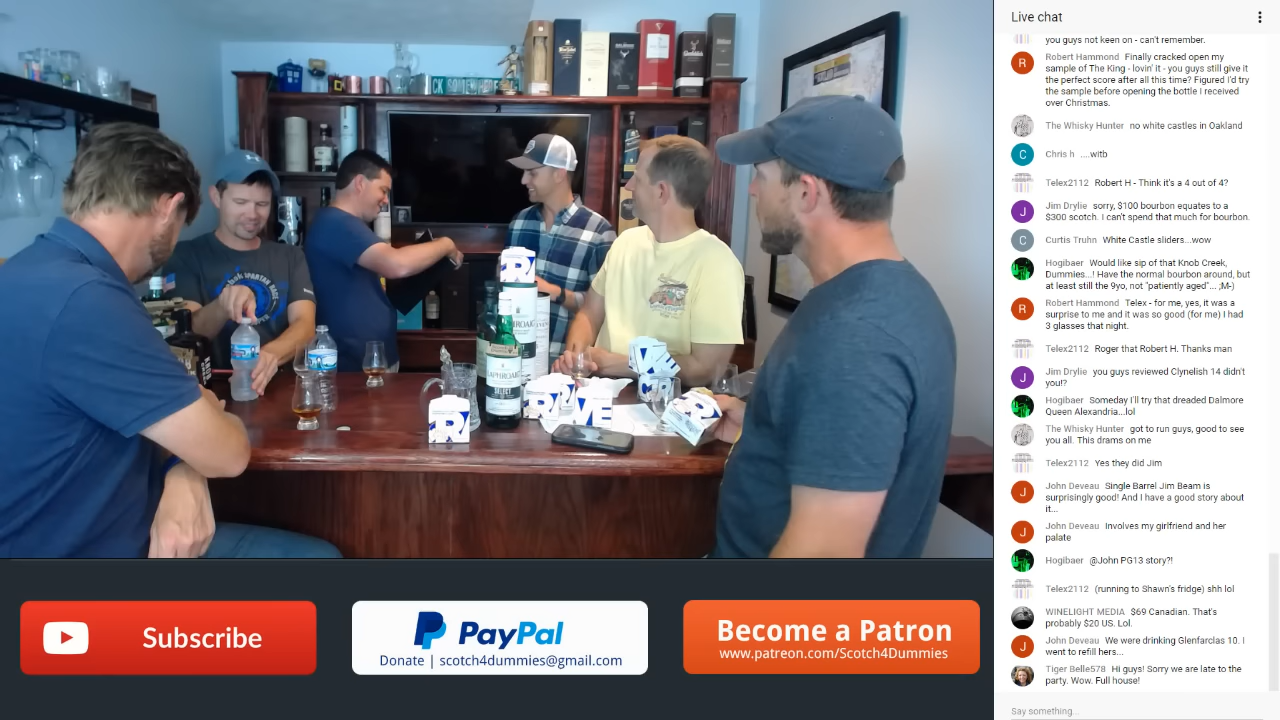 Live chat
you guys not keen on - can't remember.
Robert Hammond Finally cracked open my
sample of The King - lovin' it - you guys still give it
the perfect score after all this time? Figured I'd try
the sample before opening the bottle I received
over Christmas.
The Whisky Hunter no white castles in Oakland
C
Chris h ....with
Telex2112 Robert H - Think it's a 4 out of 4?
J
Jim Drylie sorry, $100 bourbon equates to a
$300 scotch. I can't spend that much for bourbon.
C
Curtis Truhn White Castle sliders...wow
Hogibaer Would like sip of that Knob Creek,
Dummies...! Have the normal bourbon around, but
at least still the 9yo, not "patiently aged"... ;M-)
R
Robert Hammond Telex - for me, yes, it was a
surprise to me and it was so good (for me) I had
3 glasses that night.
Telex2112 Roger that Robert H. Thanks man
J
Jim Drylie you guys reviewed Clynelish 14 didn't
you!?
Hogibaer Someday I'll try that dreaded Dalmore
Queen Alexandria...lol
The Whisky Hunter got to run guys, good to see
you all. This drams on me
Telex2112 Yes they did Jim
J
John Deveau Single Barrel Jim Beam is
surprisingly good! And I have a good story about
it...
J
John Deveau Involves my girlfriend and her
palate
Hogibaer @John PG13 story?!
Telex2112 (running to Shawn's fridge) shh lol
WINELIGHT MEDIA $69 Canadian. That's
probably $20 US. Lol.
J
John Deveau We were drinking Glenfarclas 10. I
went to refill hers...
Tiger Belle578 Hi guys! Sorry we are late to the
party. Wow. Full house!
Say something...
LAPHROAIG
SELECT
Subscribe
PayPal
Donate | scotch4dummies@gmail.com
Become a Patron
www.patreon.com/Scotch4Dummies